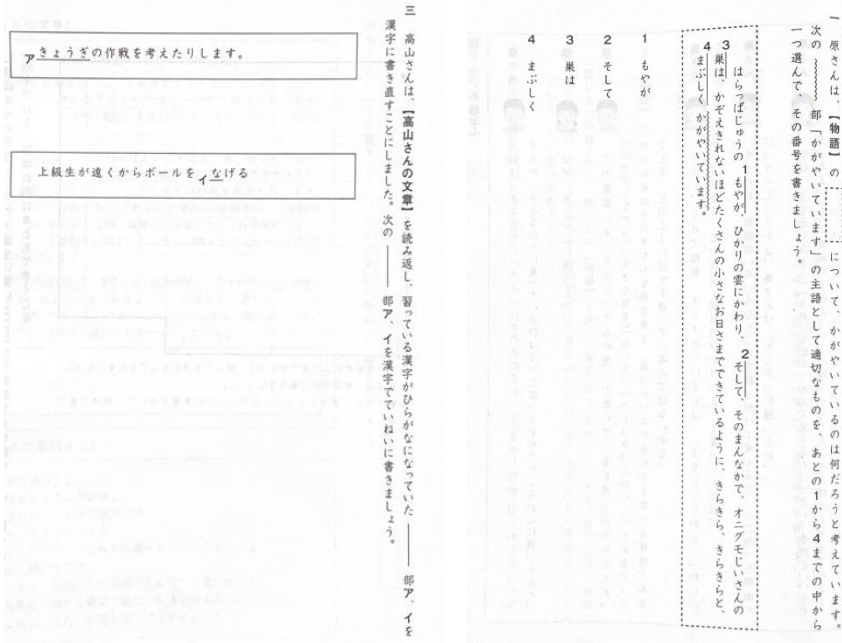 一 原さんは、【物語】の　　　について、かがやいているのは何だろうと考えています。
次の　　　部「かがやいています」の主語として適切なものを、あとの1から4までの中から
一つ選んで、その番号を書きましょう。
はらっぱじゅうの 1もやが、ひかりの雲にかわり、 2そして、そのまんなかで、オニグモじいさんの
3巣は、かぞえきれないほどたくさんの小さなお日さまでできているように、きらきら、きらきらと、
4まぶしく かがやいています。
1 もやが
2 そして
3 巣は
4 まぶしく
三 高山さんは、【高山さんの文章】を読み返し、習っている漢字がひらがなになっていた　　　部ア、イを
漢字に書き直すことにしました。次の　　　部ア、イを漢字でていねいに書きましょう。
アきょうぎの作戦を考えたりします。
上級生が遠くからボールをイなげる